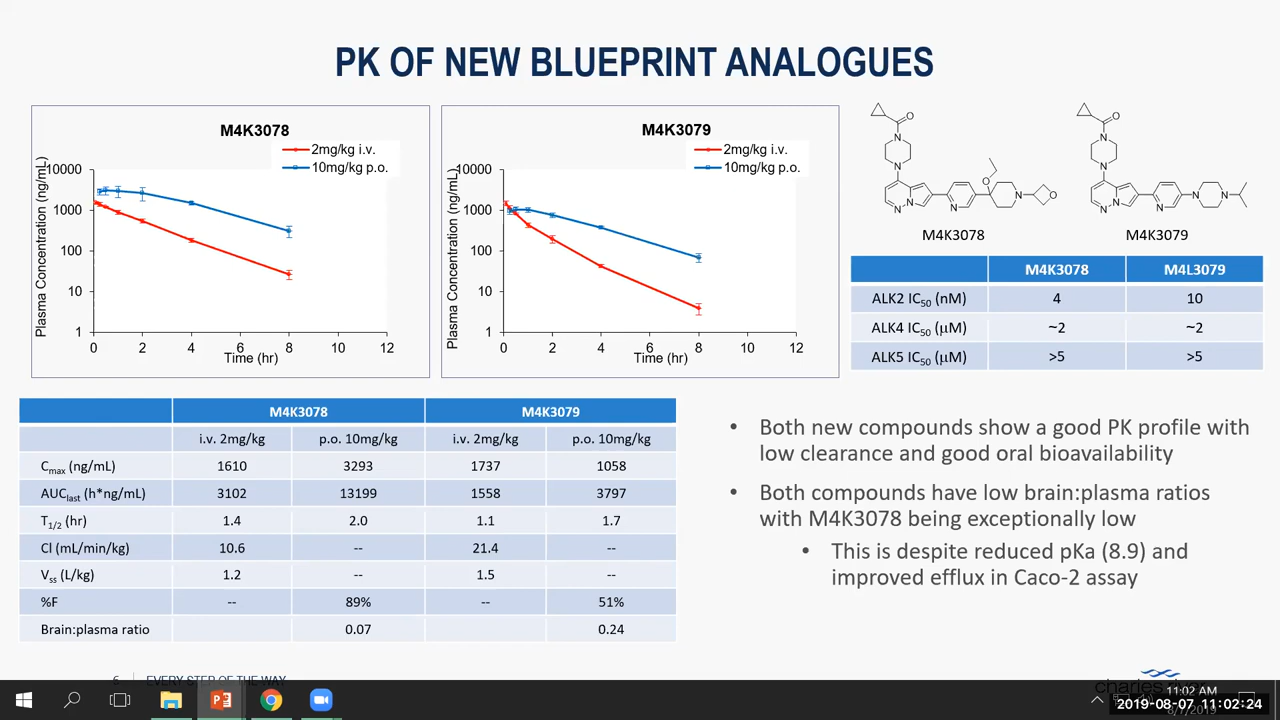 PK OF NEW BLUEPRINT ANALOGUES
M4K3078
2mg/kg i.v.
10mg/kg p.o.
Plasma Concentration (ng/mL)
10000
1000
100
10
1
0 2 4 6 8 10 12
Time (hr)
M4K3079
2mg/kg i.v.
10mg/kg p.o.
Plasma Concentration (ng/mL)
10000
1000
100
10
1
0 2 4 6 8 10 12
Time (hr)
O
N
N
N
N
N
O
N
O
M4K3078
O
N
N
N
N
N
N
N
M4K3079
M4K3078 M4L3079
ALK2 IC50 (nM) 4 10
ALK4 IC50 (μM) ~2 ~2
ALK5 IC50 (μM) >5 >5
M4K3078 M4K3079
i.v. 2mg/kg p.o. 10mg/kg i.v. 2mg/kg p.o. 10mg/kg
Cmax (ng/mL) 1610 3293 1737 1058
AUClast (h*ng/mL) 3102 13199 1558 3797
T1/2 (hr) 1.4 2.0 1.1 1.7
Cl (mL/min/kg) 10.6 -- 21.4 --
Vss (L/kg) 1.2 -- 1.5 --
%F -- 89% -- 51%
Brain:plasma ratio 0.07 0.24
• Both new compounds show a good PK profile with
low clearance and good oral bioavailability
• Both compounds have low brain:plasma ratios
with M4K3078 being exceptionally low
• This is despite reduced pKa (8.9) and
improved efflux in Caco-2 assay
6 EVERY STEP OF THE WAY
charles river
11:02 AM
8/7/2019
2019-08-07 11:02:24